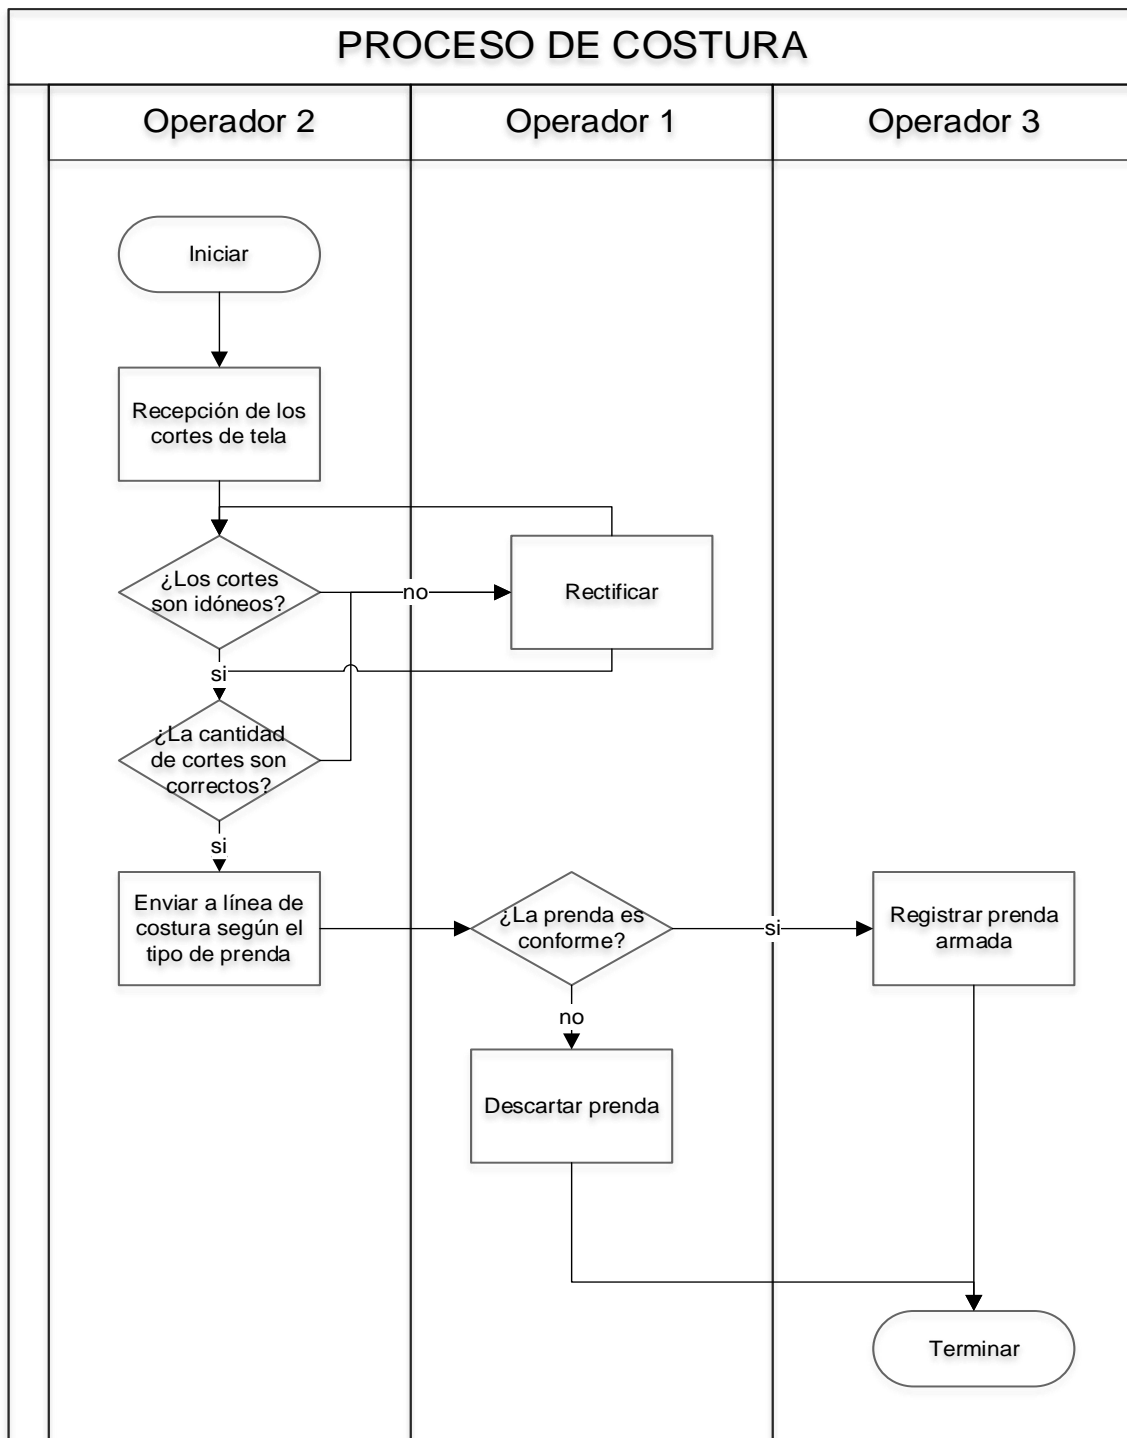 PROCESO DE COSTURA
Operador 2
Operador 1
Operador 3
Iniciar
Recepción de los
cortes de tela
¿Los cortes
son idóneos?
no
Rectificar
si
¿La cantidad
de cortes son
correctos?
si
Enviar a línea de
costura según el
tipo de prenda
¿La prenda es
conforme?
si
Registrar prenda
armada
no
Descartar prenda
Terminar